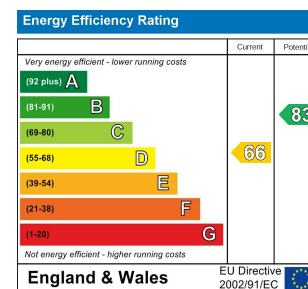 Energy Efficiency Rating
Current Potenti
Very energy efficient - lower running costs
(92 plus) A
(81-91) B
83
(69-80) C
(55-68) D 66
(39-54) E
(21-38) F
(1-20) G
Not energy efficient - higher running costs
England & Wales
EU Directive
2002/91/EC